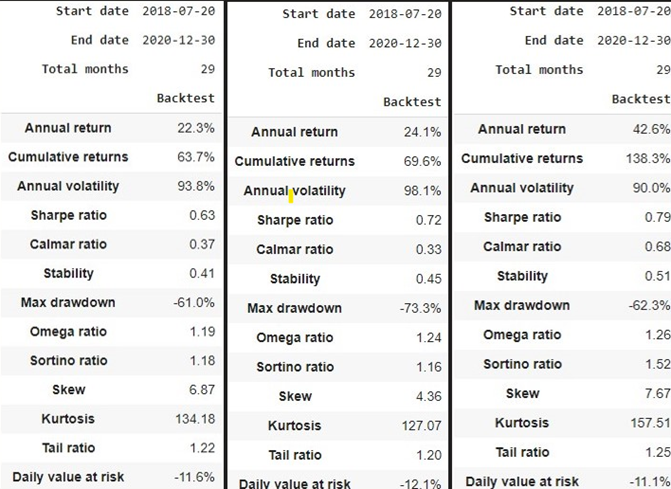 Start date 2018-07-20
End date 2020-12-30
Total months 29
Backtest
Annual return 22.3%
Cumulative returns 63.7%
Annual volatility 93.8%
Sharpe ratio 0.63
Calmar ratio 0.37
Stability 0.41
Max drawdown -61.0%
Omega ratio 1.19
Sortino ratio 1.18
Skew 6.87
Kurtosis 134.18
Tail ratio 1.22
Daily value at risk -11.6%
Start date 2018-07-20
End date 2020-12-30
Total months 29
Backtest
Annual return 24.1%
Cumulative returns 69.6%
Annual volatility 98.1%
Sharpe ratio 0.72
Calmar ratio 0.33
Stability 0.45
Max drawdown -73.3%
Omega ratio 1.24
Sortino ratio 1.16
Skew 4.36
Kurtosis 127.07
Tail ratio 1.20
Daily value at risk -12.1%
Start date 2018-07-20
End date 2020-12-30
Total months 29
Backtest
Annual return 42.6%
Cumulative returns 138.3%
Annual volatility 90.0%
Sharpe ratio 0.79
Calmar ratio 0.68
Stability 0.51
Max drawdown -62.3%
Omega ratio 1.26
Sortino ratio 1.52
Skew 7.67
Kurtosis 157.51
Tail ratio 1.25
Daily value at risk -11.1%